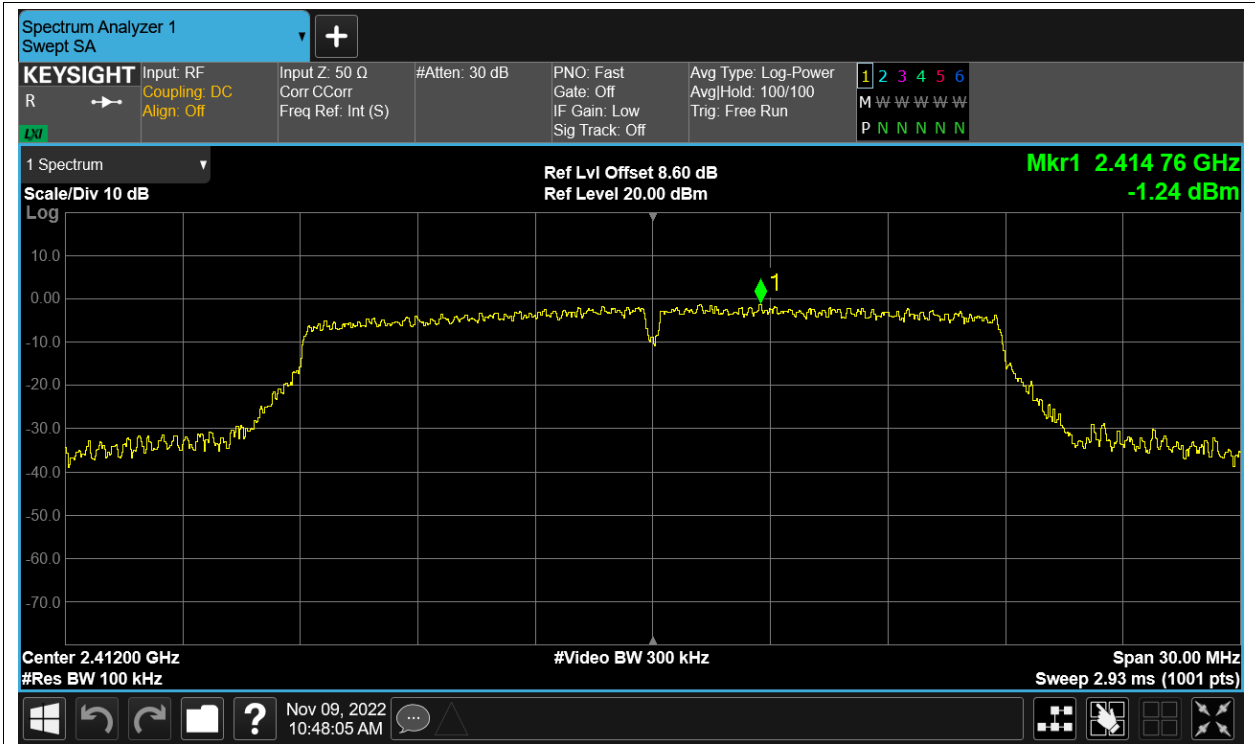 Spectrum Analyzer 1
Swept SA
KEYSIGHT
R
LXI
Input: RF
Coupling: DC
Align: Off
Input Z: 50 Ω
Corr CCorr
Freq Ref: Int (S)
#Atten: 30 dB
PNO: Fast
Gate: Off
IF Gain: Low
Sig Track: Off
Avg Type: Log-Power
Avg|Hold: 100/100
Trig: Free Run
1 2 3 4 5 6
M W W W W W
P N N N N N
1 Spectrum
Scale/Div 10 dB
Log
Ref Lvl Offset 8.60 dB
Ref Level 20.00 dBm
Mkr1 2.414 76 GHz
-1.24 dBm
10.0
0.00
-10.0
-20.0
-30.0
-40.0
-50.0
-60.0
-70.0
1
Center 2.41200 GHz
#Res BW 100 kHz
#Video BW 300 kHz
Span 30.00 MHz
Sweep 2.93 ms (1001 pts)
?
Nov 09, 2022
10:48:05 AM